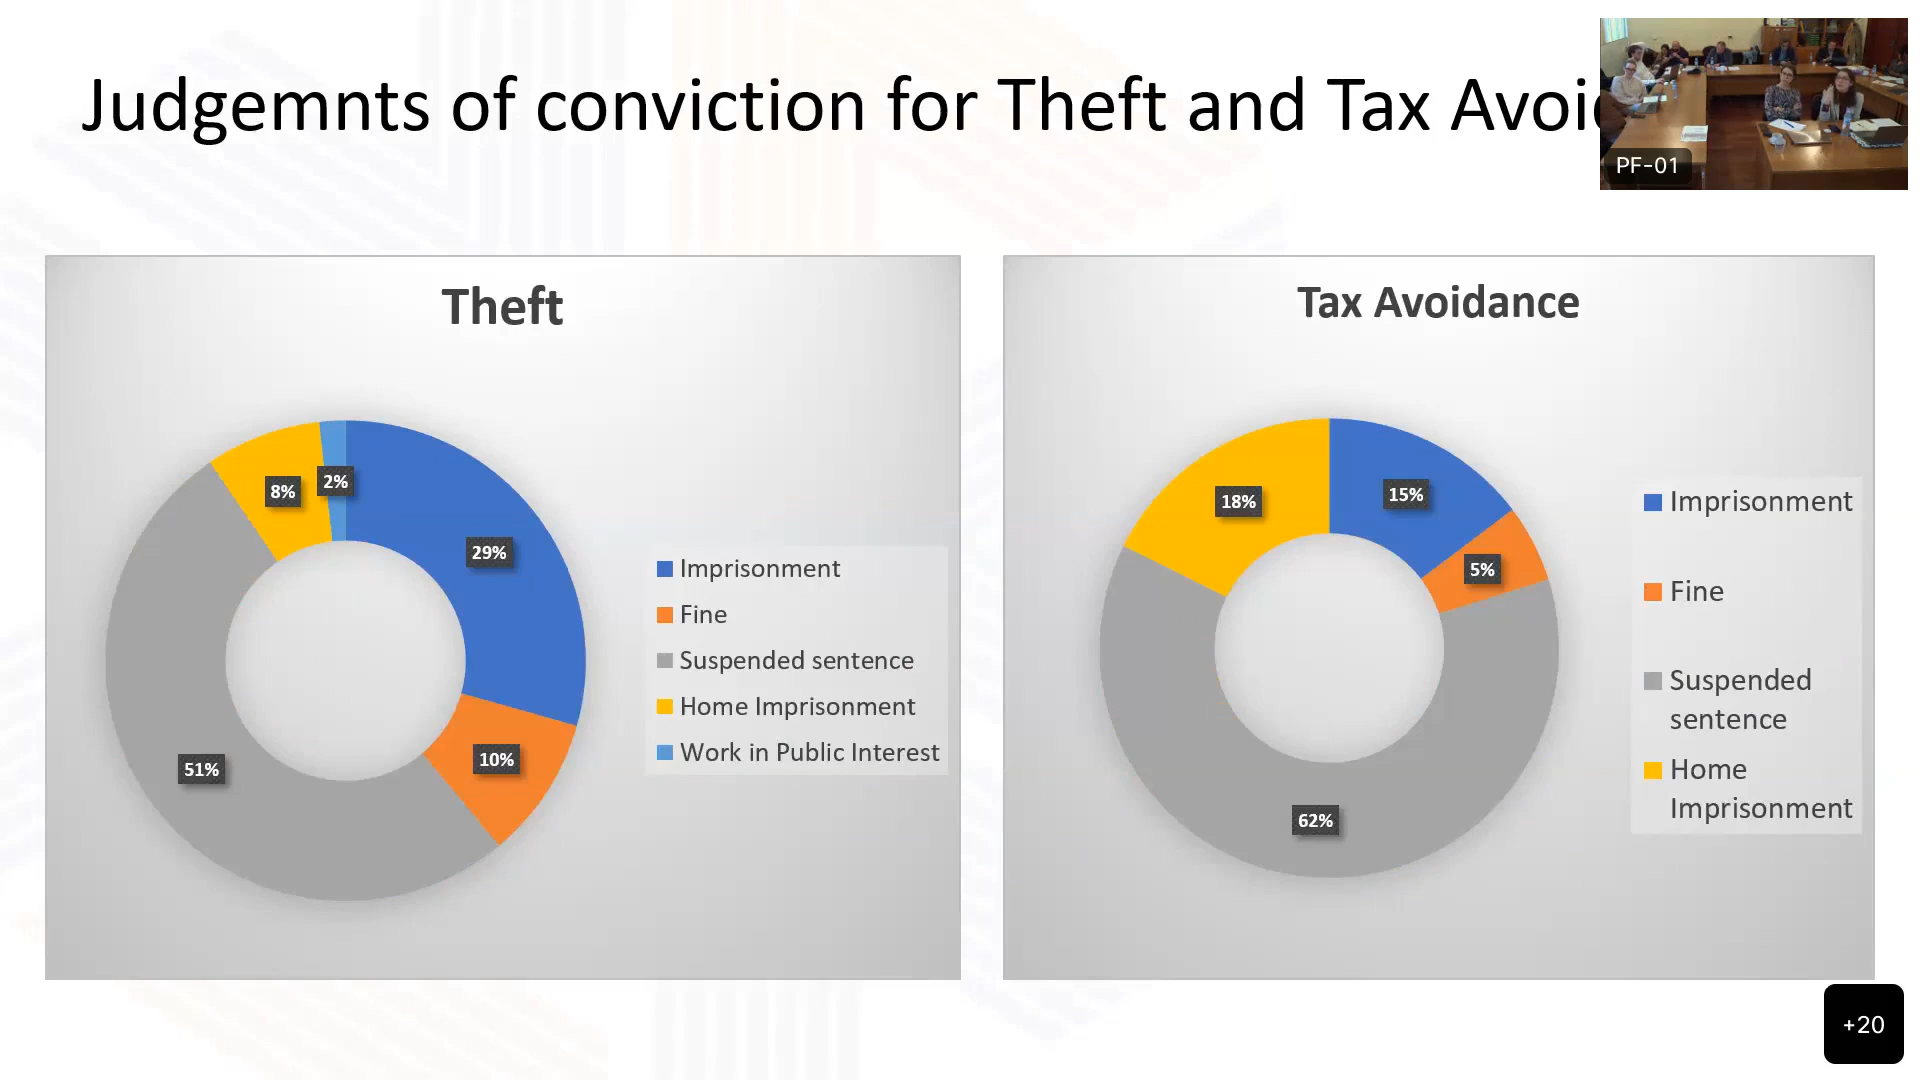 Judgemnts of conviction for Theft and Tax Avoid
PF-01
Theft
8%
2%
29%
10%
51%
Imprisonment
Fine
Suspended sentence
Home Imprisonment
Work in Public Interest
Tax Avoidance
18%
15%
5%
62%
Imprisonment
Fine
Suspended
sentence
Home
Imprisonment
+20